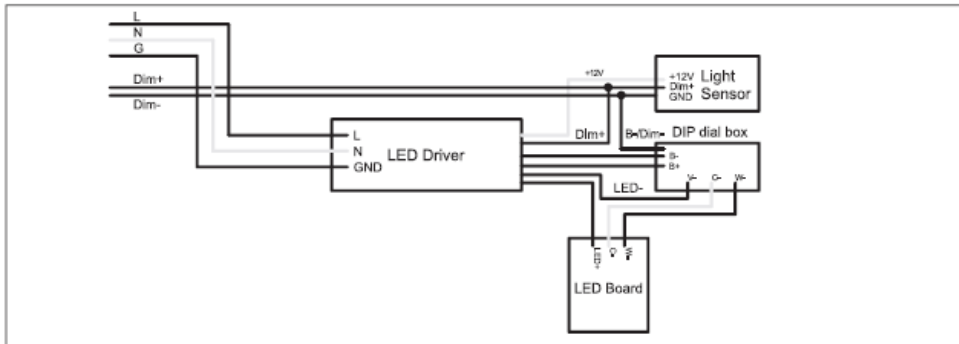 L
N
G
Dim+
Dim-
+12V
+12V
Dim+
GND
Light
Sensor
L
N
GND
LED Driver
DIm+
B-/Dim-
DIP dial box
B-
B+
V-
C-
W-
LED-
LED+
C-
W-
LED Board